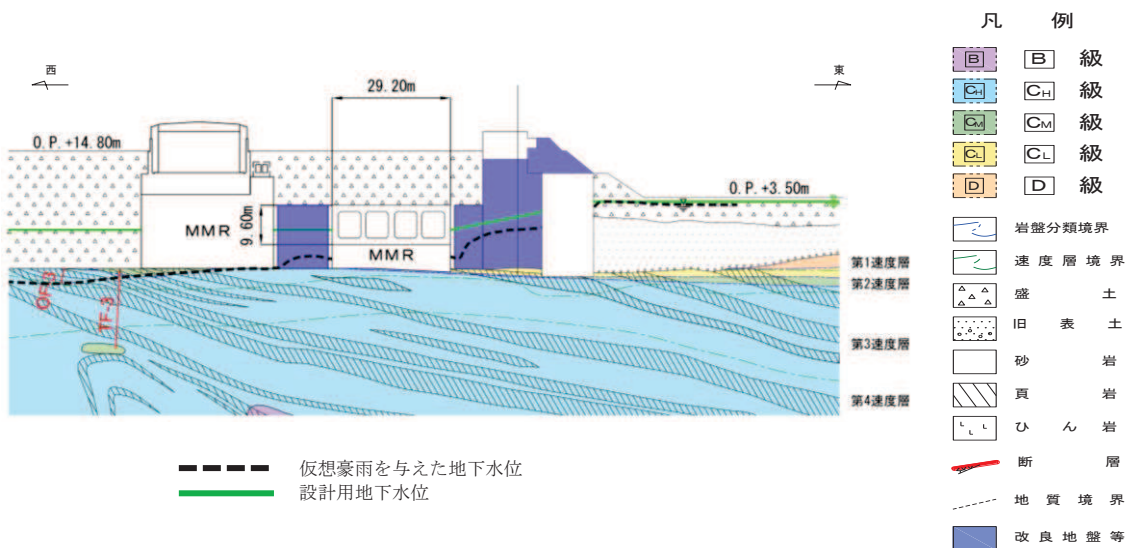 西
東
29.20m
O.P.+14.80m
O.P.+3.50m
9.60m
MMR
MMR
OF-3
TF-3
第1速度層
第2速度層
第3速度層
第4速度層
仮想豪雨を与えた地下水位
設計用地下水位
凡 例
B B 級
CH CH 級
CM CM 級
CL CL 級
D D 級
岩盤分類境界
速度層境界
盛 土
旧 表 土
砂 岩
頁 岩
ひ ん 岩
断 層
地 質 境 界
改 良 地 盤 等